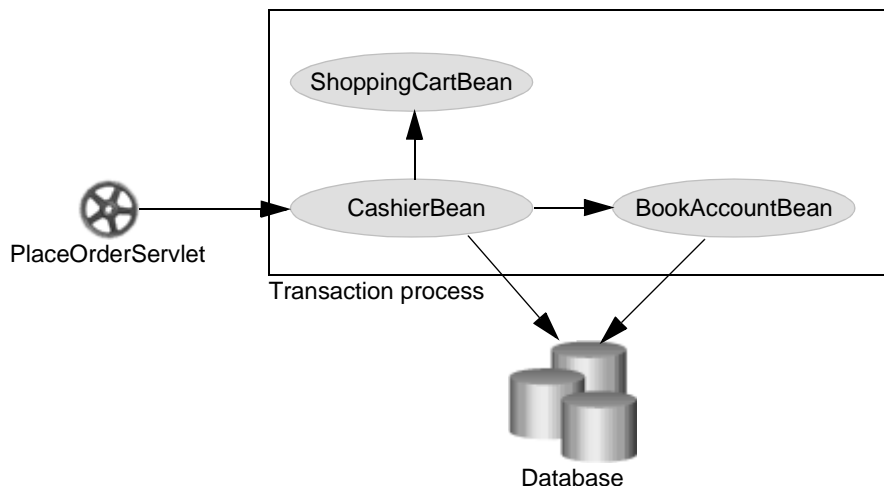 ShoppingCartBean
CashierBean
BookAccountBean
PlaceOrderServlet
Transaction process
Database